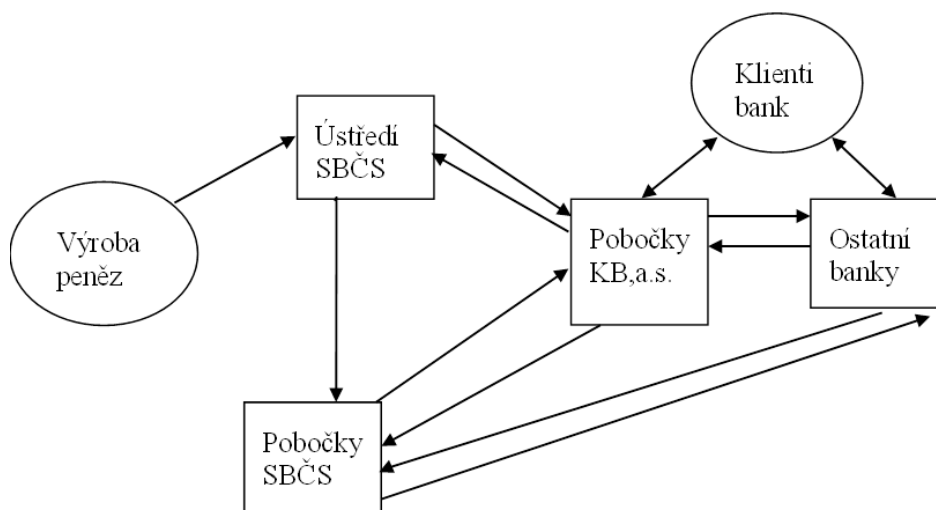 Klienti
bank
Ústředí
SBČS
Výroba
peněz
Pobočky
KB,a.s.
Ostatní
banky
Pobočky
SBČS